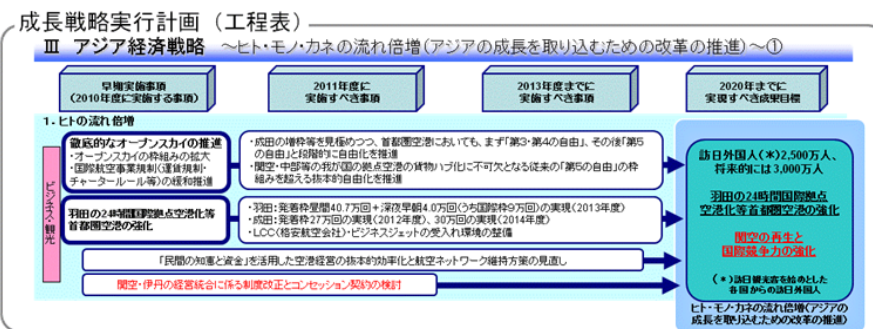 成長戦略実行計画(工程表)
Ⅲ アジア経済戦略 ~ヒト・モノ・カネの流れ倍増(アジアの成長を取り込むための改革の推進)~①
早期実施事項
(2010年度に実施する事項)
2011年度に
実施すべき事項
2013年度までに
実施すべき事項
2020年までに
実現すべき成果目標
1.ヒトの流れ倍増
ビジネス・観光
徹底的なオープンスカイの推進
・オープンスカイの枠組みの拡大
・国際航空事業規制(運賃規制・
チャータールール等)の緩和推進
・成田の増枠等を見極めつつ、首都圏空港においても、まず「第3・第4の自由」、その後「第5
の自由」と段階的に自由化を推進
・関空・中部等の我が国の拠点空港の貨物ハブ化に不可欠となる従来の「第5の自由」の枠
組みを超える抜本的自由化を推進
羽田の24時間国際拠点空港化等
首都圏空港の強化
・羽田:発着枠昼間40.7万回+深夜早朝4.0万回(うち国際枠9万回)の実現(2013年度)
・成田:発着枠27万回の実現(2012年度)、30万回の実現(2014年度)
・LCC(格安航空会社)・ビジネスジェットの受入れ環境の整備
「民間の知恵と資金」を活用した空港経営の抜本的効率化と航空ネットワーク維持方策の見直し
関空・伊丹の経営統合に係る制度改正とコンセッション契約の検討
訪日外国人(*)2,500万人、
将来的には3,000万人
羽田の24時間国際拠点
空港化等首都圏空港の強化
関空の再生と
国際競争力の強化
(*)訪日観光客を始めとした
各国からの訪日外国人
ヒト・モノ・カネの流れ倍増(アジアの
成長を取り込むための改革の推進)